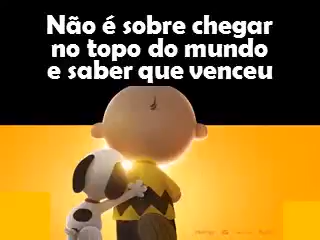 Não é sobre chegar
no topo do mundo
e saber que venceu